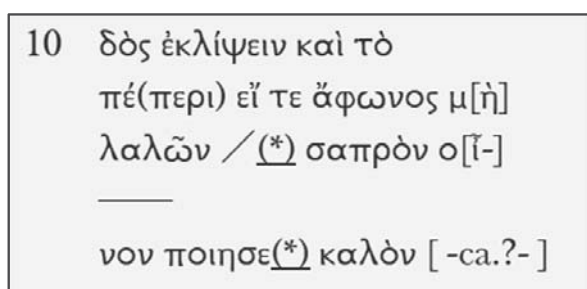 10 δὸς ἐκλίψειν καὶ τὸ
πέ(περι) εἴ τε ἄφωνος μ[ὴ]
λαλῶν ⁄(*) σαπρὸν ο[ἶ-]
———
νον ποιησε(*) καλὸν [ -ca.?- ]